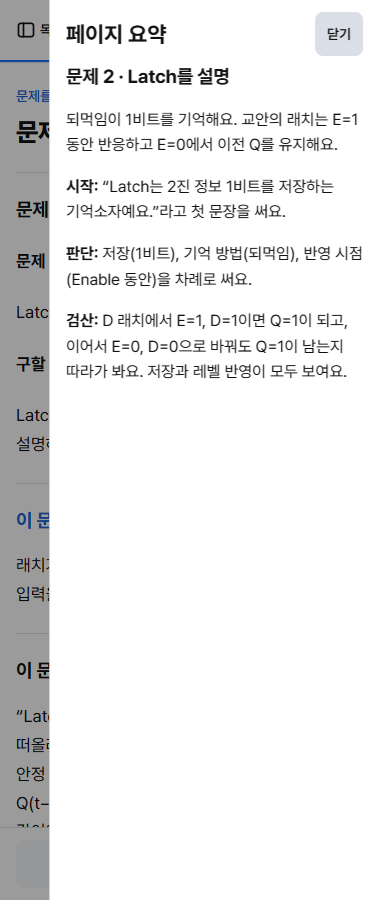 페이지 요약
닫기
문제 2 · Latch를 설명
되먹임이 1비트를 기억해요. 교안의 래치는 E=1
동안 반응하고 E=0에서 이전 Q를 유지해요.
시작: “Latch는 2진 정보 1비트를 저장하는
기억소자예요.”라고 첫 문장을 써요.
판단: 저장(1비트), 기억 방법(되먹임), 반영 시점
(Enable 동안)을 차례로 써요.
검산: D 래치에서 E=1, D=1이면 Q=1이 되고,
이어서 E=0, D=0으로 바꿔도 Q=1이 남는지
따라가 봐요. 저장과 레벨 반영이 모두 보여요.
문제를
문제
문제
문제
Latc
구할
Latc
설명
이 문
래치
입력을
이 문
“Lat
떠올
안정
Q(t−